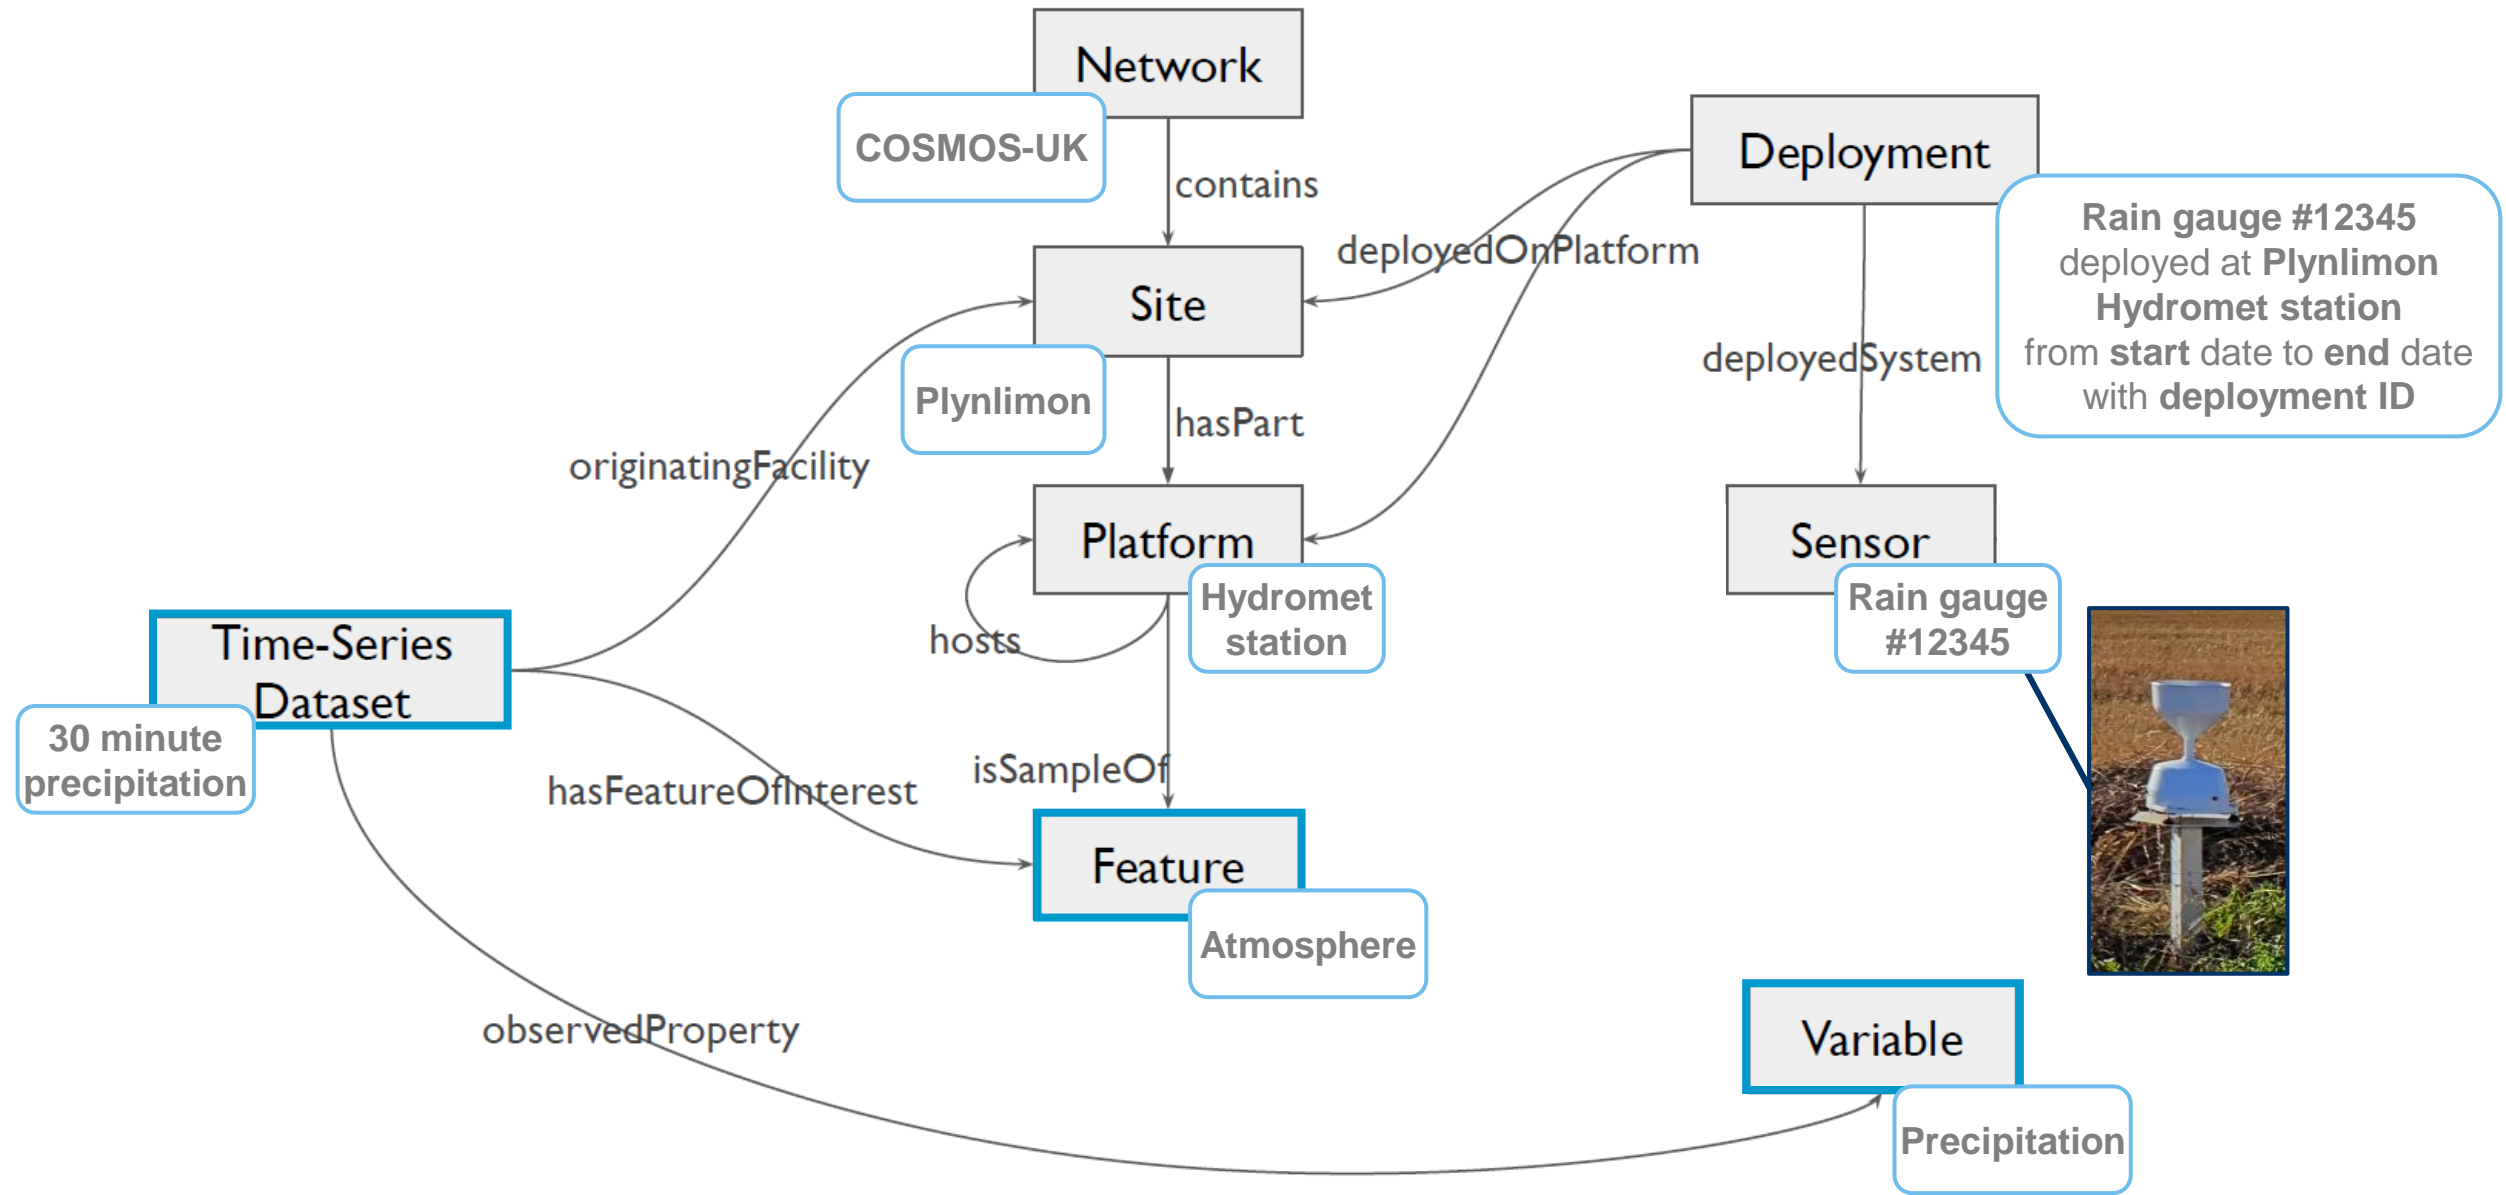 Network
COSMOS-UK
contains
Deployment
Rain gauge #12345
deployed at Plynlimon
Hydromet station
from start date to end date
with deployment ID
deployedOnPlatform
Site
Plynlimon
deployedSystem
hasPart
originatingFacility
Platform
Hydromet
station
hosts
Sensor
Rain gauge
#12345
Time-Series
Dataset
30 minute
precipitation
isSampleOf
hasFeatureOfInterest
Feature
Atmosphere
observedProperty
Variable
Precipitation